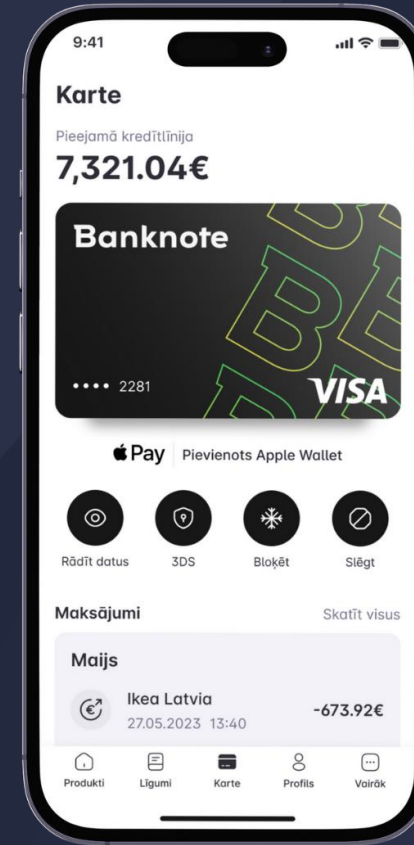 9:41
Karte
Pieejamā kredītlīnija
7,321.04€
Banknote
•••• 2281
VISA
Pay | Pievienots Apple Wallet
Rādīt datus 3DS Bloķēt Slēgt
Maksājumi Skatīt visus
Maijs
Ikea Latvia
-673.92€
27.05.2023 13:40
Produkti Līgumi Karte Profils Vairāk